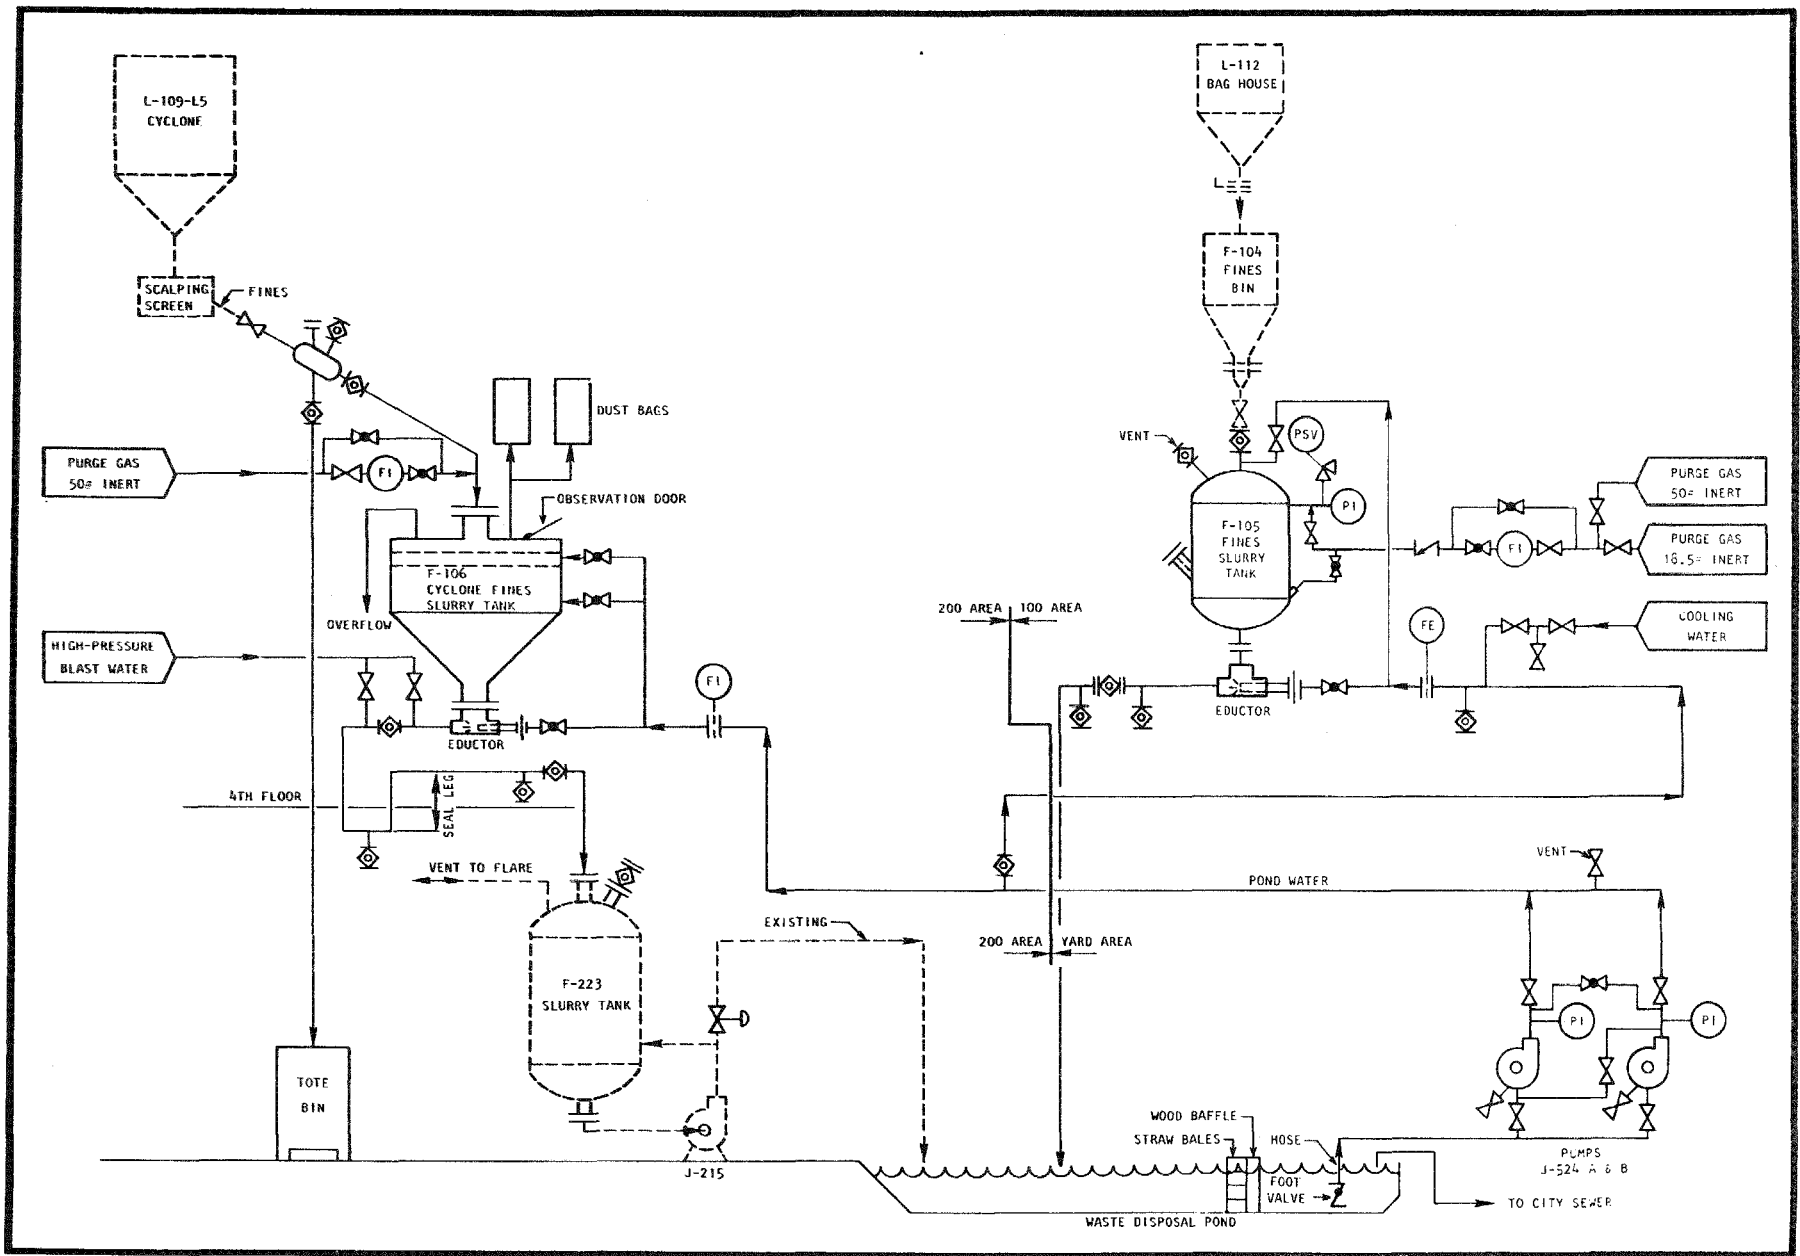 L-109-L5
CYCLONE
L-112
BAG HOUSE
SCALPING
SCREEN
FINES
F-104
FINES
BIN
DUST BAGS
VENT
PSV
PURGE GAS
50# INERT
FI
OBSERVATION DOOR
PI
PURGE GAS
50# INERT
F-105
FINES
SLURRY
TANK
FI
PURGE GAS
18.5# INERT
F-106
CYCLONE FINES
SLURRY TANK
OVERFLOW
200 AREA
100 AREA
FE
COOLING
WATER
HIGH-PRESSURE
BLAST WATER
FI
EDUCTOR
EDUCTOR
4TH FLOOR
SEAL LEG
VENT TO FLARE
VENT
POND WATER
EXISTING
200 AREA
YARD AREA
F-223
SLURRY TANK
PI
PI
TOTE
BIN
WOOD BAFFLE
STRAW BALES
HOSE
PUMPS
J-524 A & B
J-215
FOOT
VALVE
TO CITY SEWER
WASTE DISPOSAL POND